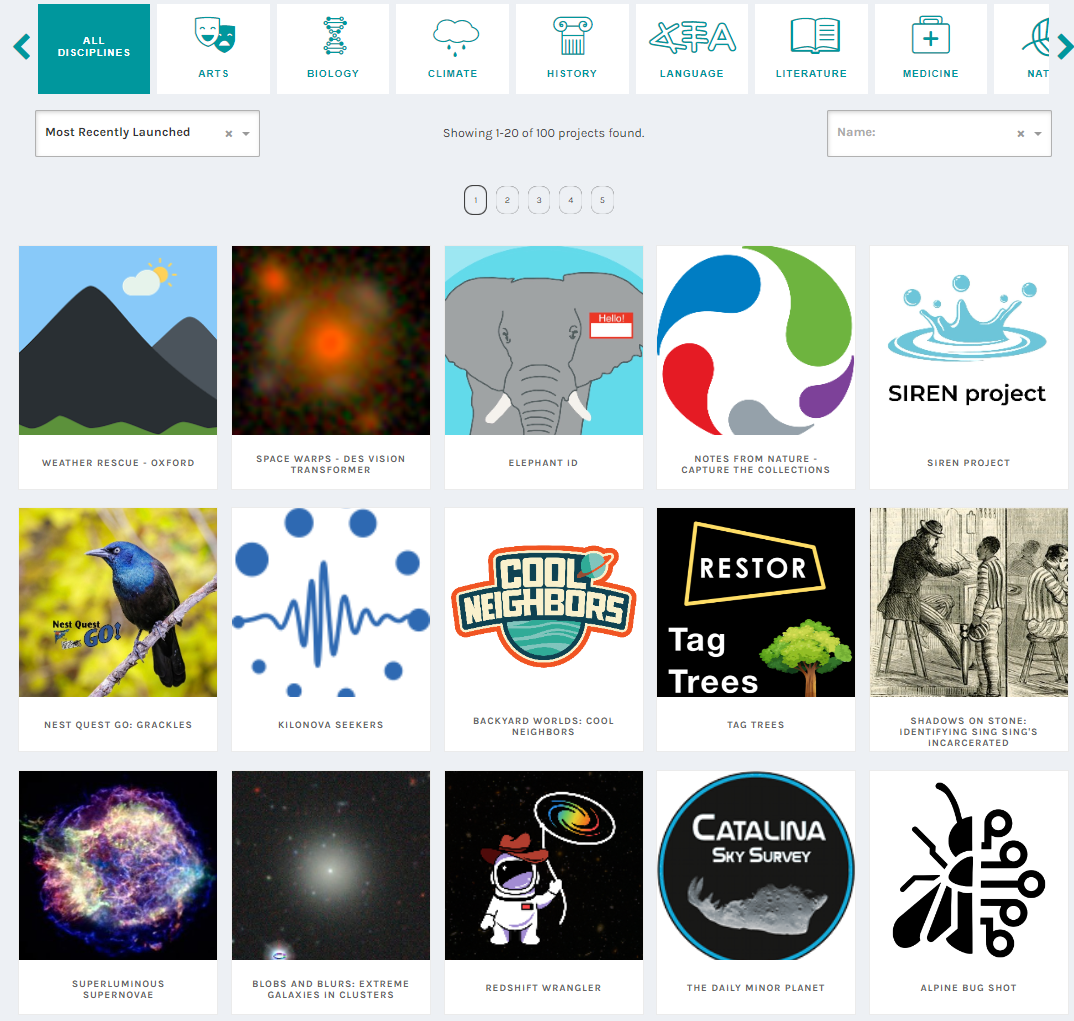 ALL
DISCIPLINES
ARTS
BIOLOGY
CLIMATE
HISTORY
LANGUAGE
LITERATURE
MEDICINE
NAT
Most Recently Launched
Showing 1-20 of 100 projects found.
Name:
1 2 3 4 5
Hello!
SIREN project
WEATHER RESCUE - OXFORD
SPACE WARPS - DES VISION
TRANSFORMER
ELEPHANT ID
NOTES FROM NATURE -
CAPTURE THE COLLECTIONS
SIREN PROJECT
Nest Quest
GO!
COOL
NEIGHBORS
RESTOR
Tag
Trees
NEST QUEST GO: GRACKLES
KILONOVA SEEKERS
BACKYARD WORLDS: COOL
NEIGHBORS
TAG TREES
SHADOWS ON STONE:
IDENTIFYING SING SING'S
INCARCERATED
CATALINA
SKY SURVEY
SUPERLUMINOUS
SUPERNOVAE
BLOBS AND BLURS: EXTREME
GALAXIES IN CLUSTERS
REDSHIFT WRANGLER
THE DAILY MINOR PLANET
ALPINE BUG SHOT